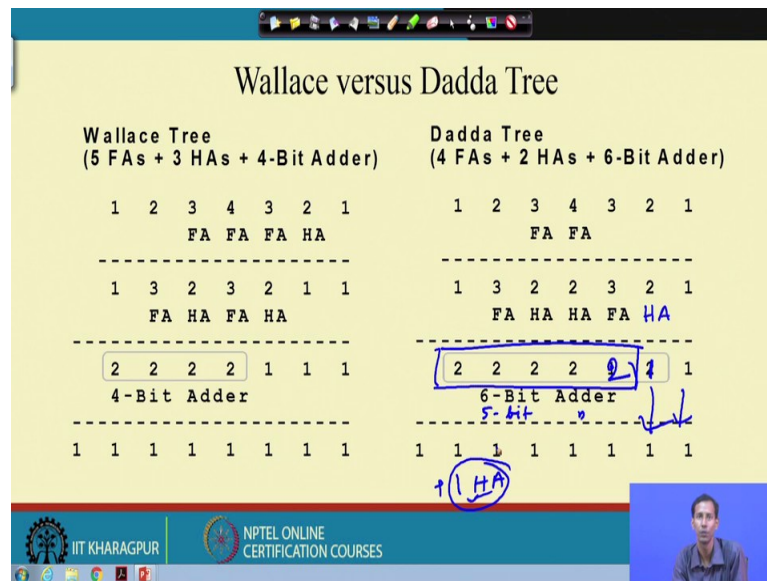 Wallace versus Dadda Tree
Wallace Tree
(5 FAs + 3 HAs + 4-Bit Adder)
1 2 3 4 3 2 1
FA FA FA HA
1 3 2 3 2 1 1
FA HA FA HA
2 2 2 2 1 1 1
4-Bit Adder
1 1 1 1 1 1 1 1
Dadda Tree
(4 FAs + 2 HAs + 6-Bit Adder)
1 2 3 4 3 2 1
FA FA
1 3 2 2 3 2 1
FA HA HA FA HA
2 2 2 2 2 1 1
6-Bit Adder
5-bit "
1 1 1 1 1 1 1 1
+ 1 HA
IIT KHARAGPUR
NPTEL ONLINE
CERTIFICATION COURSES